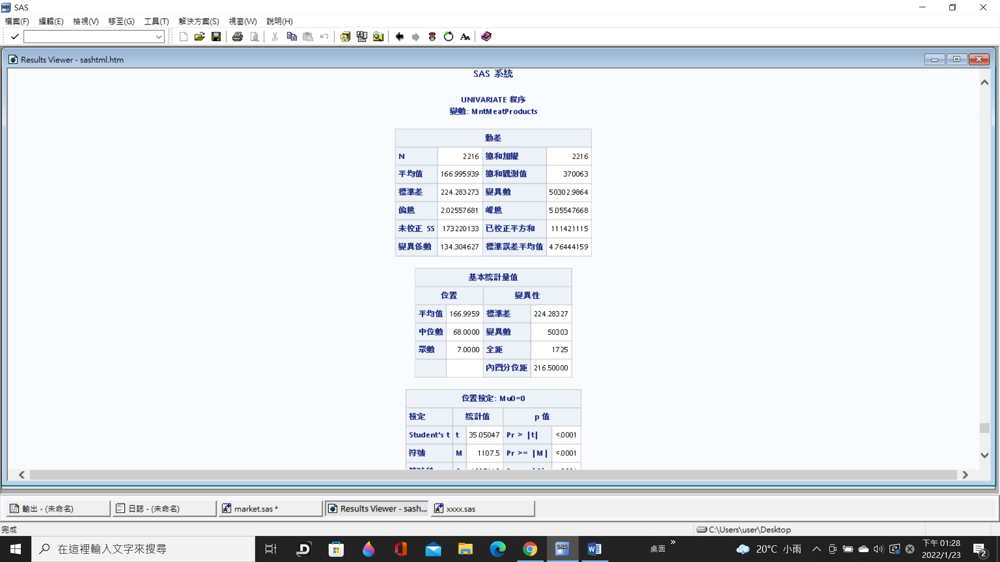 SAS
檔案(F) 編輯(E) 檢視(V) 移至(G) 工具(T) 解決方案(S) 視窗(W) 說明(H)
Results Viewer - sashtml.htm
SAS 系統
UNIVARIATE 程序
變數: MntMeatProducts
動差
N 2216 總和加權 2216
平均值 166.995939 總和觀測值 370063
標準差 224.283273 變異數 50302.9864
偏態 2.02557681 峰態 5.05547668
未校正 SS 173220133 已校正平方和 111421115
變異係數 134.304627 標準誤差平均值 4.76444159
基本統計量值
位置 變異性
平均值 166.9959 標準差 224.28327
中位數 68.0000 變異數 50303
眾數 7.0000 全距 1725
內四分位距 216.50000
位置檢定: Mu0=0
檢定 統計值 p 值
Student's t t 35.05047 Pr > |t| <.0001
符號 M 1107.5 Pr >= |M| <.0001
輸出 - (未命名) 日誌 - (未命名) market.sas * Results Viewer - sash... xxxx.sas
完成 C:\Users\user\Desktop
在這裡輸入文字來搜尋 桌面 20°C 小雨 下午 01:28
2022/1/23 2